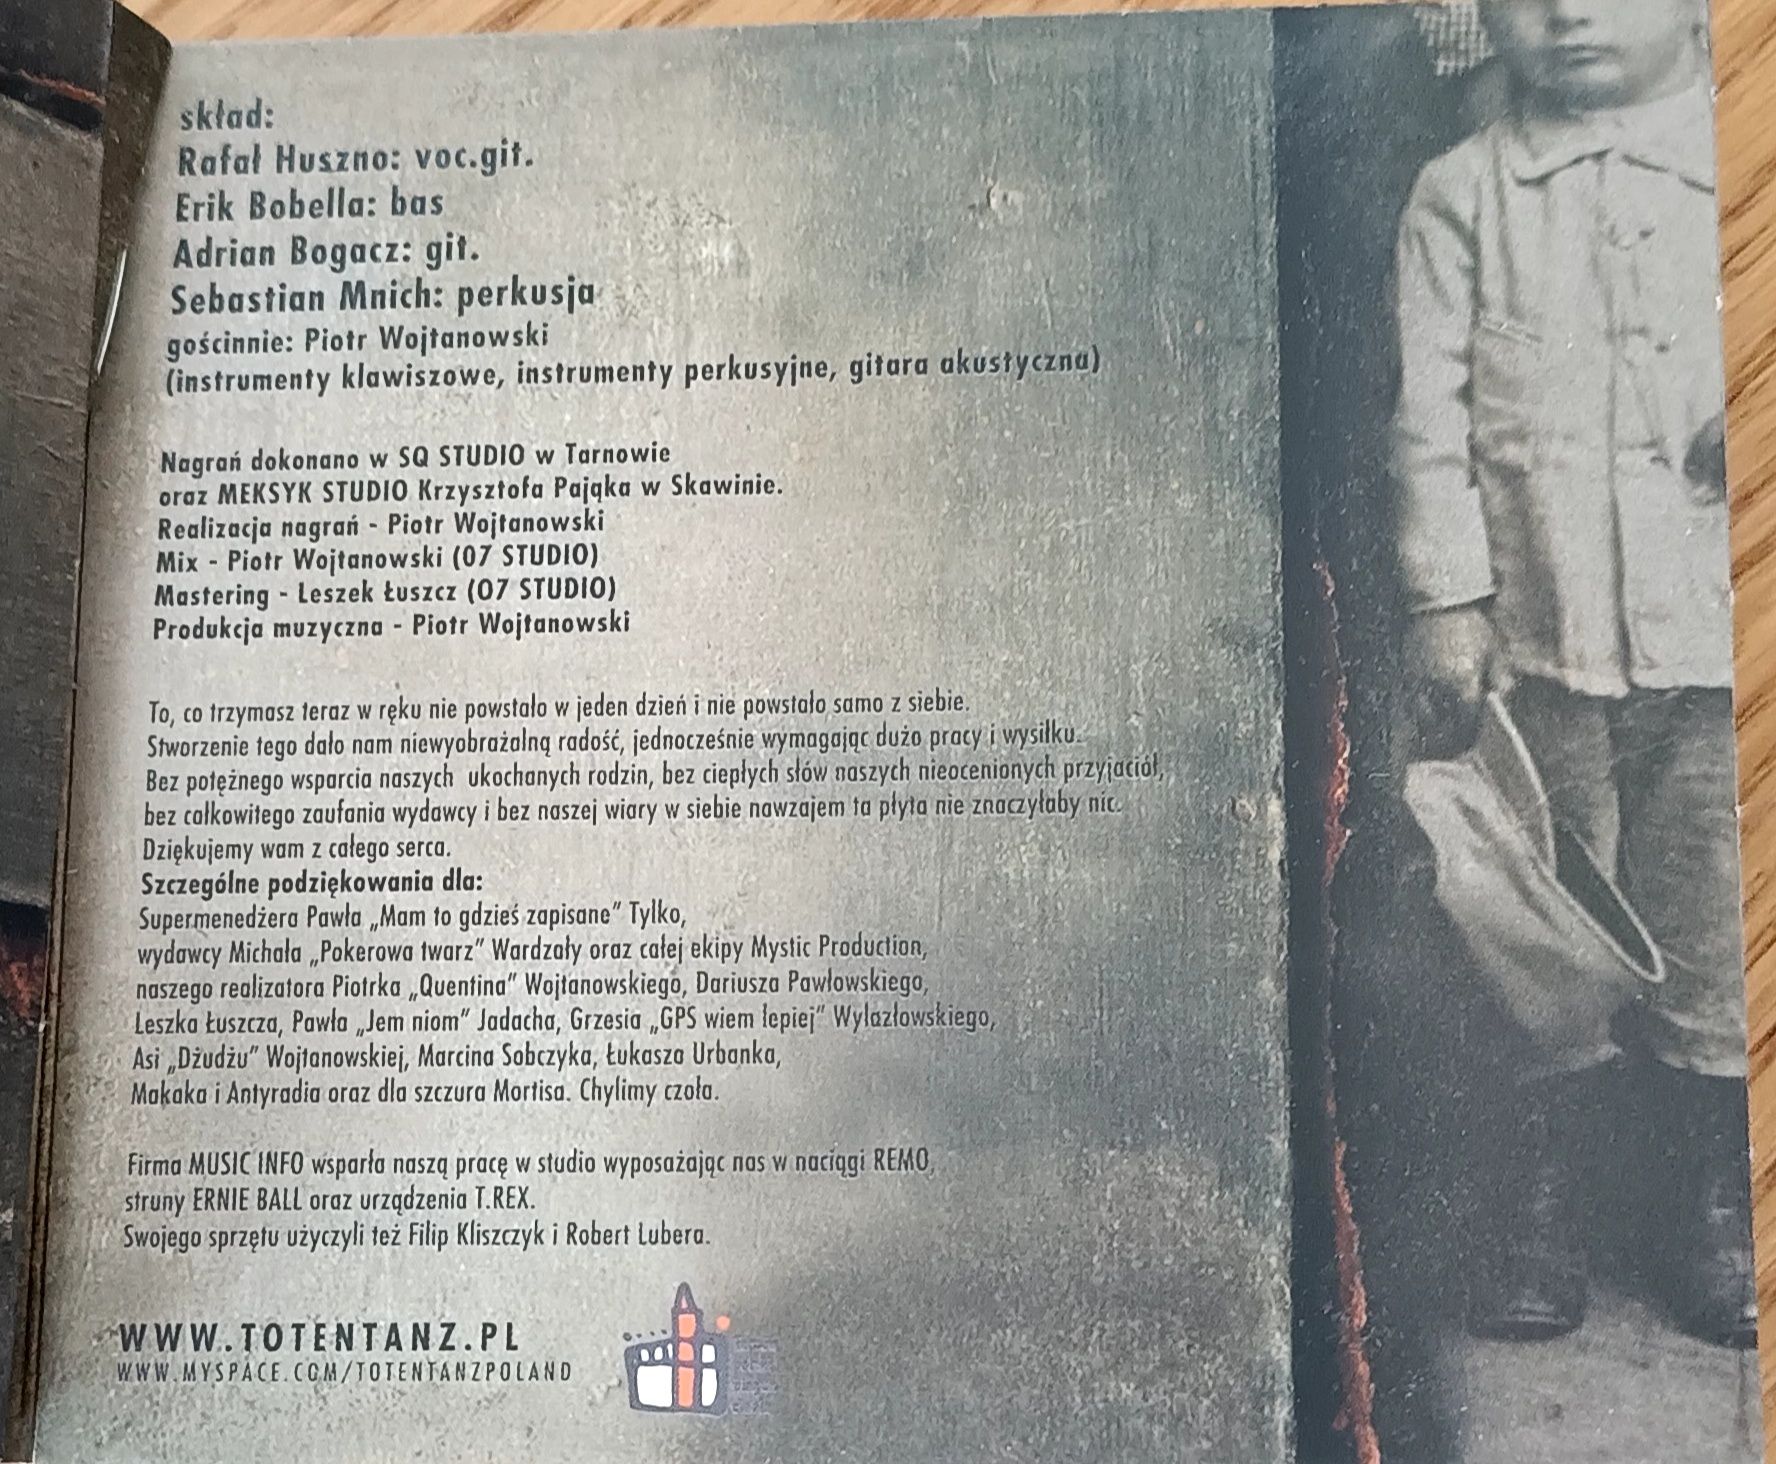 skład:
Rafał Huszno: voc.git.
Erik Bobella: bas
Adrian Bogacz: git.
Sebastian Mnich: perkusja
gościnnie: Piotr Wojtanowski
(instrumenty klawiszowe, instrumenty perkusyjne, gitara akustyczna)
Nagrań dokonano w SQ STUDIO w Tarnowie
oraz MEKSYK STUDIO Krzysztofa Pająka w Skawinie.
Realizacja nagrań - Piotr Wojtanowski
Mix - Piotr Wojtanowski (07 STUDIO)
Mastering - Leszek Łuszcz (07 STUDIO)
Produkcja muzyczna - Piotr Wojtanowski
To, co trzymasz teraz w ręku nie powstało w jeden dzień i nie powstało samo z siebie.
Stworzenie tego dało nam niewyobrażalną radość, jednocześnie wymagając dużo pracy i wysiłku.
Bez potężnego wsparcia naszych ukochanych rodzin, bez ciepłych słów naszych nieocenionych przyjaciół,
bez całkowitego zaufania wydawcy i bez naszej wiary w siebie nawzajem ta płyta nie znaczyłaby nic.
Dziękujemy wam z całego serca.
Szczególne podziękowania dla:
Supermenedżera Pawła „Mam to gdzieś zapisane” Tylko,
wydawcy Michała „Pokerowa twarz” Wardzały oraz całej ekipy Mystic Production,
naszego realizatora Piotrka „Quentina” Wojtanowskiego, Dariusza Pawłowskiego,
Leszka Łuszcza, Pawła „Jem niom” Jadacha, Grzesia „GPS wiem lepiej” Wylazłowskiego,
Asi „Dżudżu” Wojtanowskiej, Marcina Sobczyka, Łukasza Urbanka,
Makaka i Antyradia oraz dla szczura Mortisa. Chylimy czoła.
Firma MUSIC INFO wsparła naszą pracę w studio wyposażając nas w naciągi REMO,
struny ERNIE BALL oraz urządzenia T.REX.
Swojego sprzętu użyczyli też Filip Kliszczyk i Robert Lubera.
WWW.TOTENTANZ.PL
WWW.MYSPACE.COM/TOTENTANZPOLAND